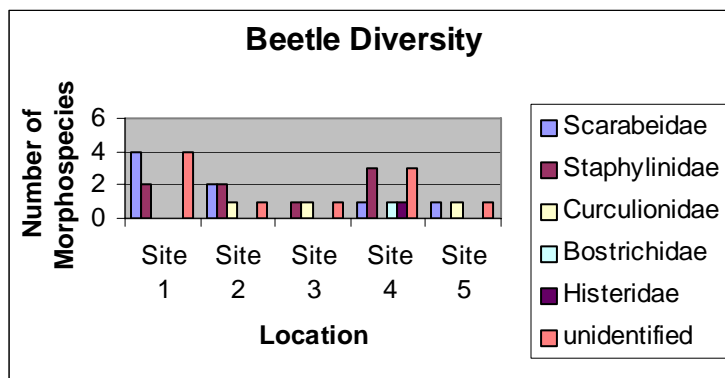 Beetle Diversity
Number of
Morphospecies
6
4
2
0
Site
1
Site
2
Site
3
Site
4
Site
5
Location
Scarabeidae
Staphylinidae
Curculionidae
Bostrichidae
Histeridae
unidentified